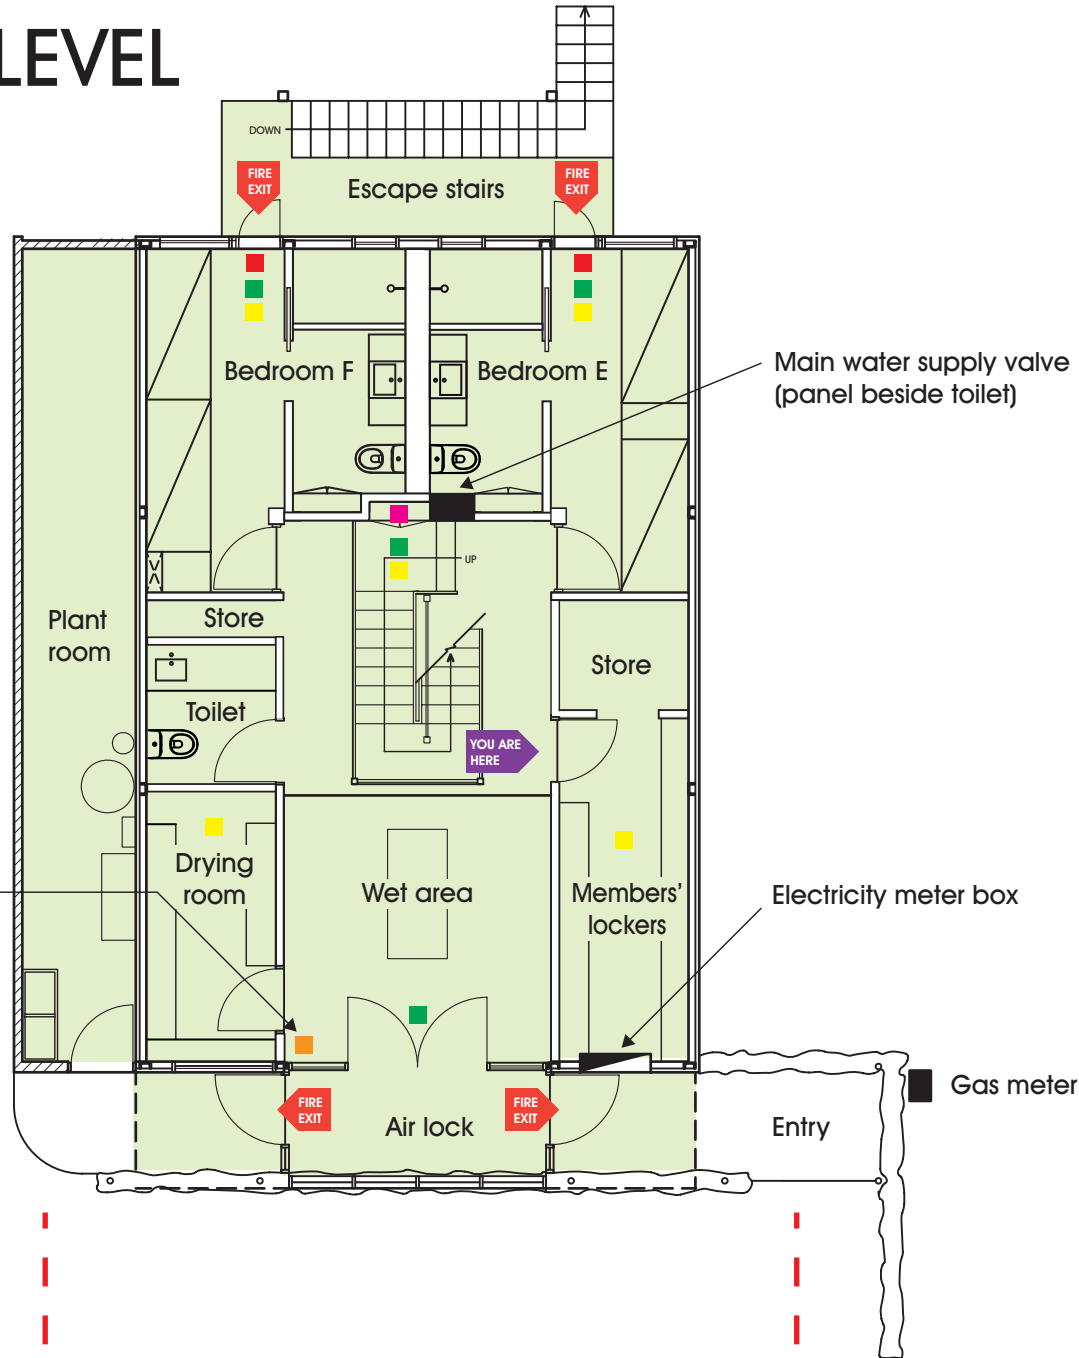 LEVEL
DOWN
FIRE
EXIT
Escape stairs
FIRE
EXIT
Bedroom F
Bedroom E
Main water supply valve
(panel beside toilet)
UP
Plant
room
Store
Store
Toilet
YOU ARE
HERE
Drying
room
Wet area
Members’
lockers
Electricity meter box
Gas meter
FIRE
EXIT
Air lock
FIRE
EXIT
Entry